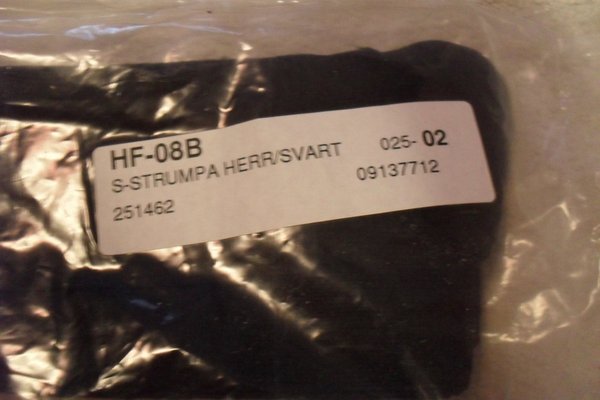 HF-08B 025-02
S-STRUMPA HERR/SVART 09137712
251462